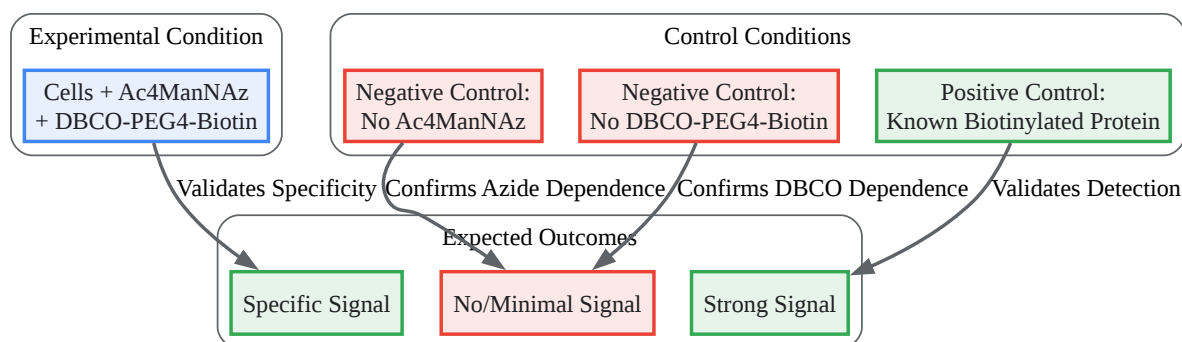 Experimental Condition
Control Conditions
Cells + Ac4ManNAz
+ DBCO-PEG4-Biotin
Negative Control:
No Ac4ManNAz
Negative Control:
No DBCO-PEG4-Biotin
Positive Control:
Known Biotinylated Protein
Validates Specificity
Confirms Azide Dependence
Confirms DBCO Dependence
Validates Detection
Expected Outcomes
Specific Signal
No/Minimal Signal
Strong Signal